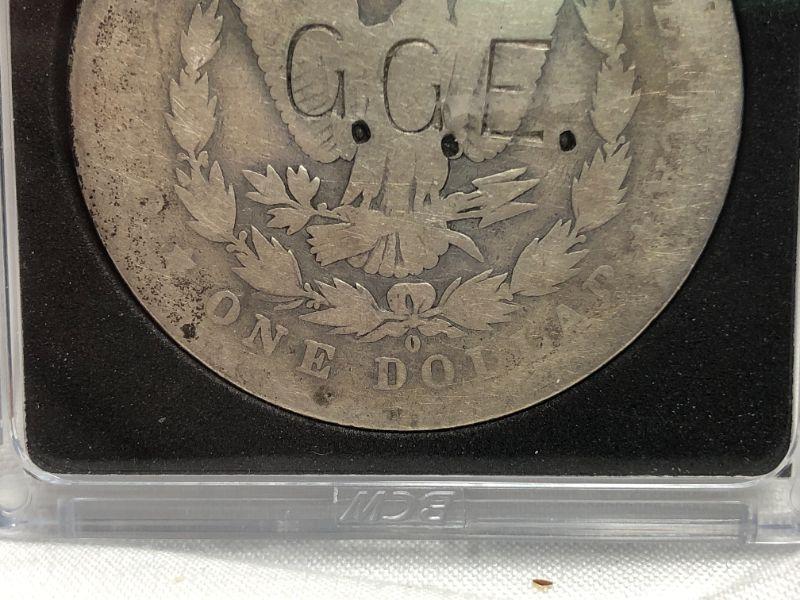 G.G.E.
ONE DOLLAR
O
BCW